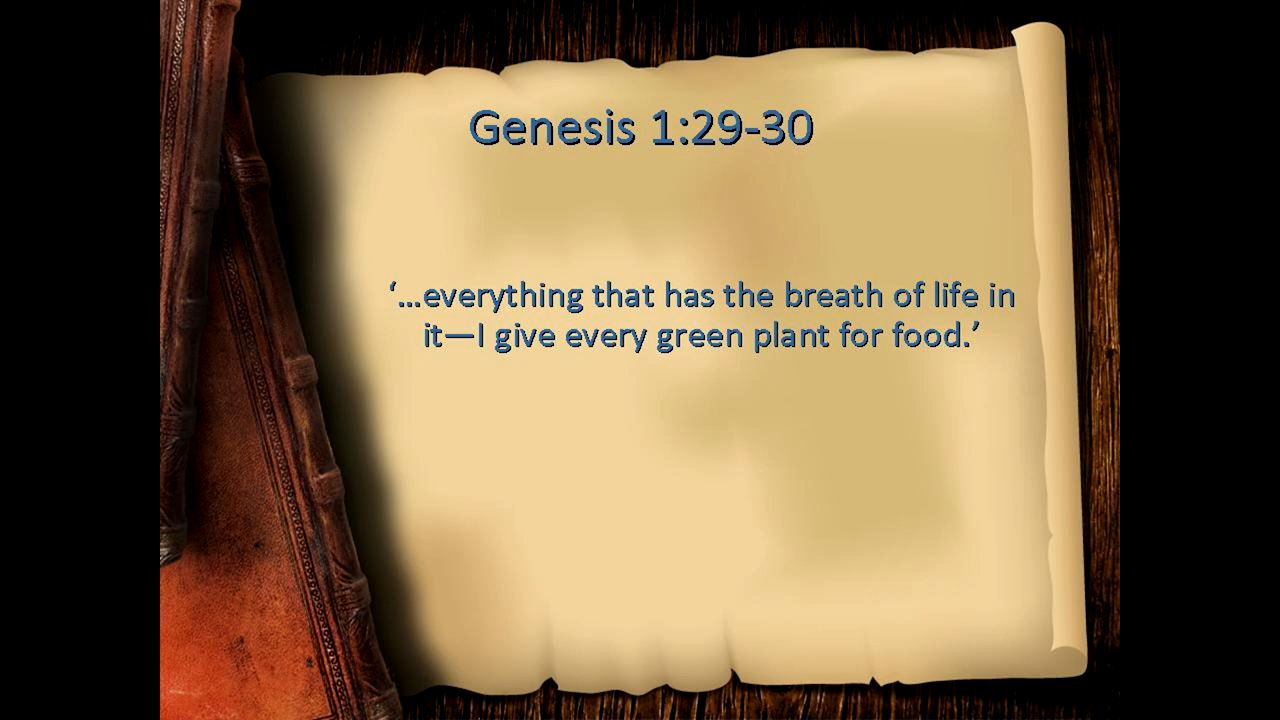 Genesis 1:29-30
‘...everything that has the breath of life in
it—I give every green plant for food.’